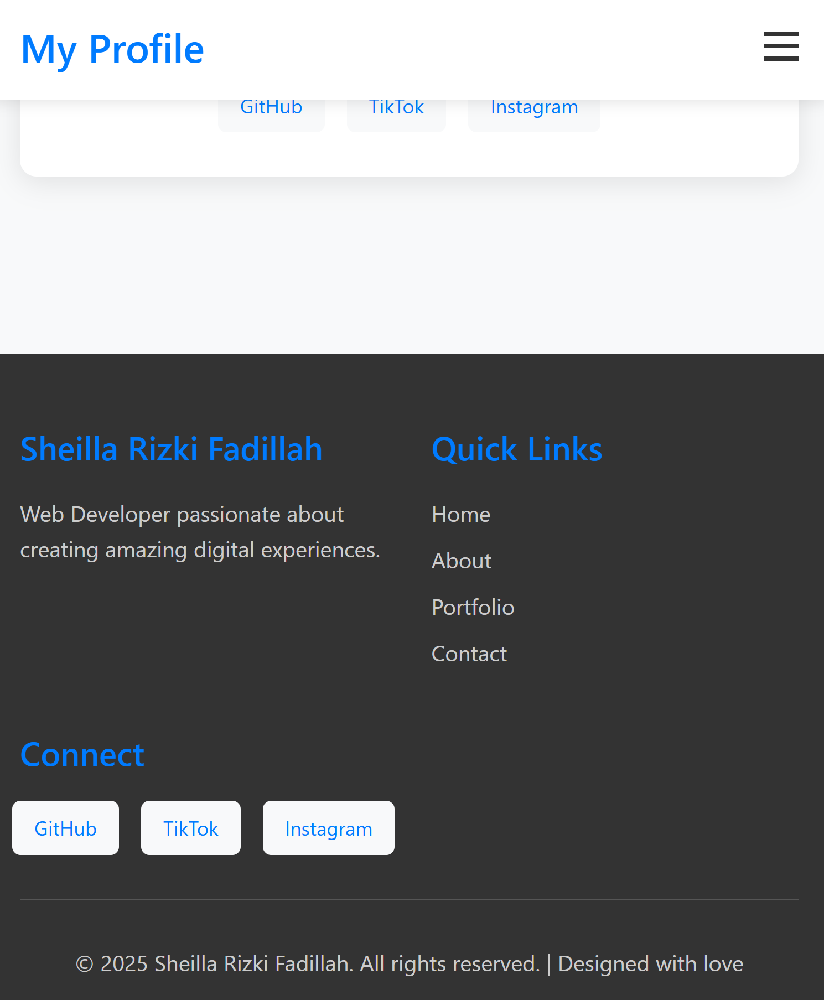 My Profile
GitHub TikTok Instagram
Sheilla Rizki Fadillah
Web Developer passionate about
creating amazing digital experiences.
Quick Links
Home
About
Portfolio
Contact
Connect
GitHub TikTok Instagram
© 2025 Sheilla Rizki Fadillah. All rights reserved. | Designed with love